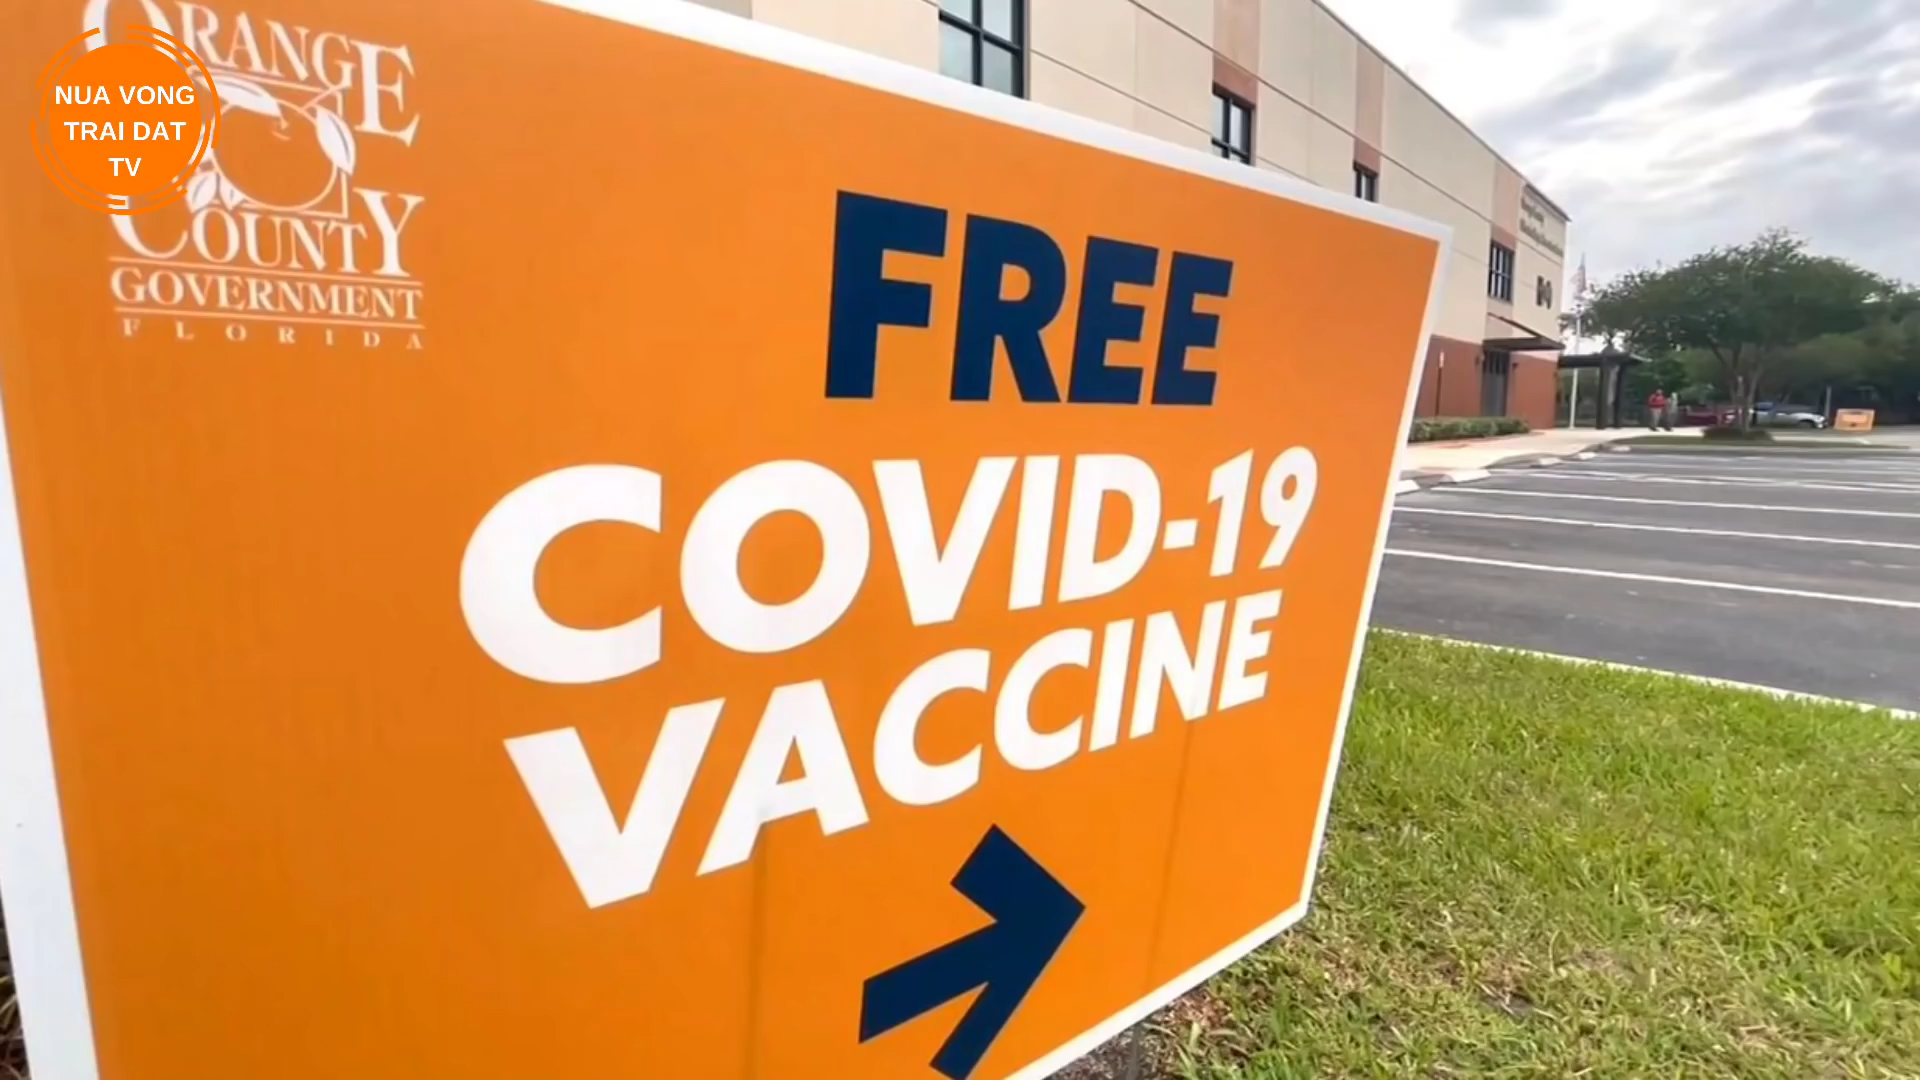 NUA VONG
TRAI DAT
TV
ORANGE
COUNTY
GOVERNMENT
FLORIDA
FREE
COVID-19
VACCINE